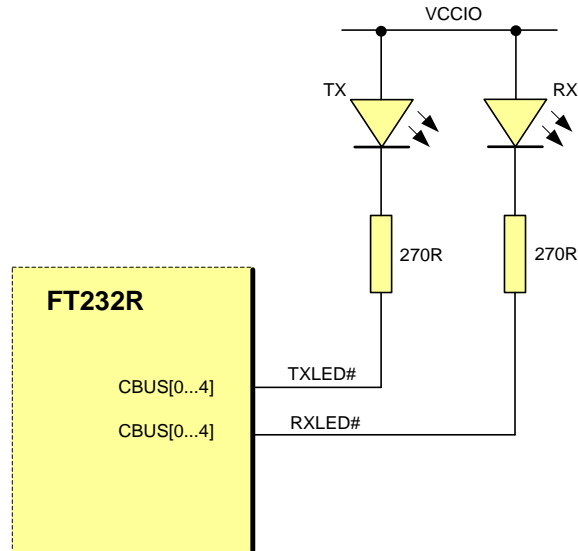 VCCIO
TX
RX
270R
270R
FT232R
TXLED#
CBUS[0...4]
RXLED#
CBUS[0...4]